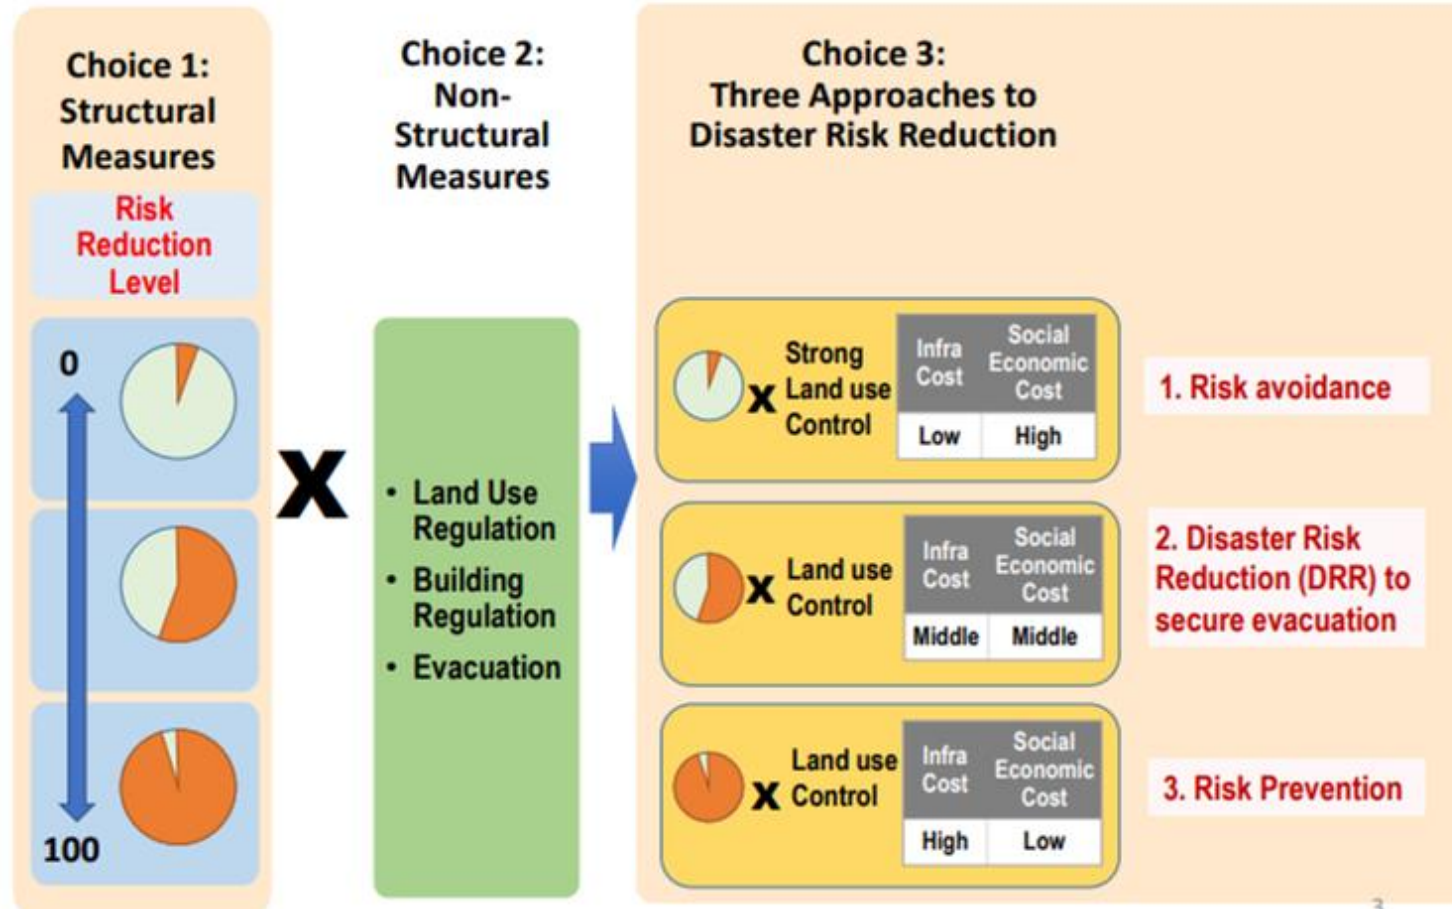 Choice 1:
Structural
Measures
Risk
Reduction
Level
0
100
X
Choice 2:
Non-
Structural
Measures
• Land Use
Regulation
• Building
Regulation
• Evacuation
Choice 3:
Three Approaches to
Disaster Risk Reduction
X
Strong
Land use
Control
Infra
Cost
Social
Economic
Cost
Low
High
1. Risk avoidance
X
Land use
Control
Infra
Cost
Social
Economic
Cost
Middle
Middle
2. Disaster Risk
Reduction (DRR) to
secure evacuation
X
Land use
Control
Infra
Cost
Social
Economic
Cost
High
Low
3. Risk Prevention
3